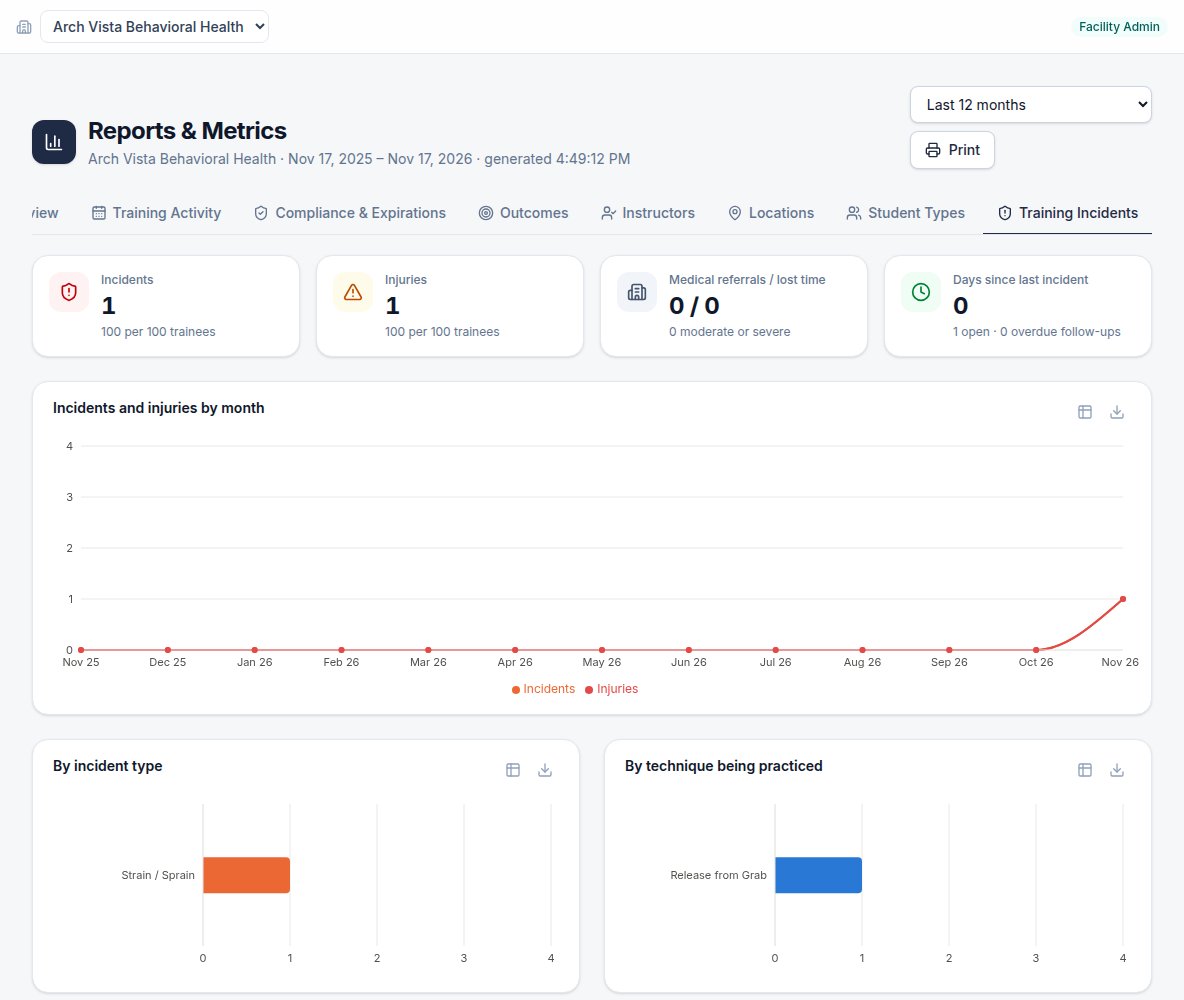 Arch Vista Behavioral Health
Facility Admin
Reports & Metrics
Arch Vista Behavioral Health · Nov 17, 2025 – Nov 17, 2026 · generated 4:49:12 PM
Last 12 months
Print
view Training Activity Compliance & Expirations Outcomes Instructors Locations Student Types Training Incidents
Incidents
1
100 per 100 trainees
Injuries
1
100 per 100 trainees
Medical referrals / lost time
0 / 0
0 moderate or severe
Days since last incident
0
1 open · 0 overdue follow-ups
Incidents and injuries by month
4
3
2
1
0
Nov 25 Dec 25 Jan 26 Feb 26 Mar 26 Apr 26 May 26 Jun 26 Jul 26 Aug 26 Sep 26 Oct 26 Nov 26
Incidents Injuries
By incident type
Strain / Sprain
0 1 2 3 4
By technique being practiced
Release from Grab
0 1 2 3 4